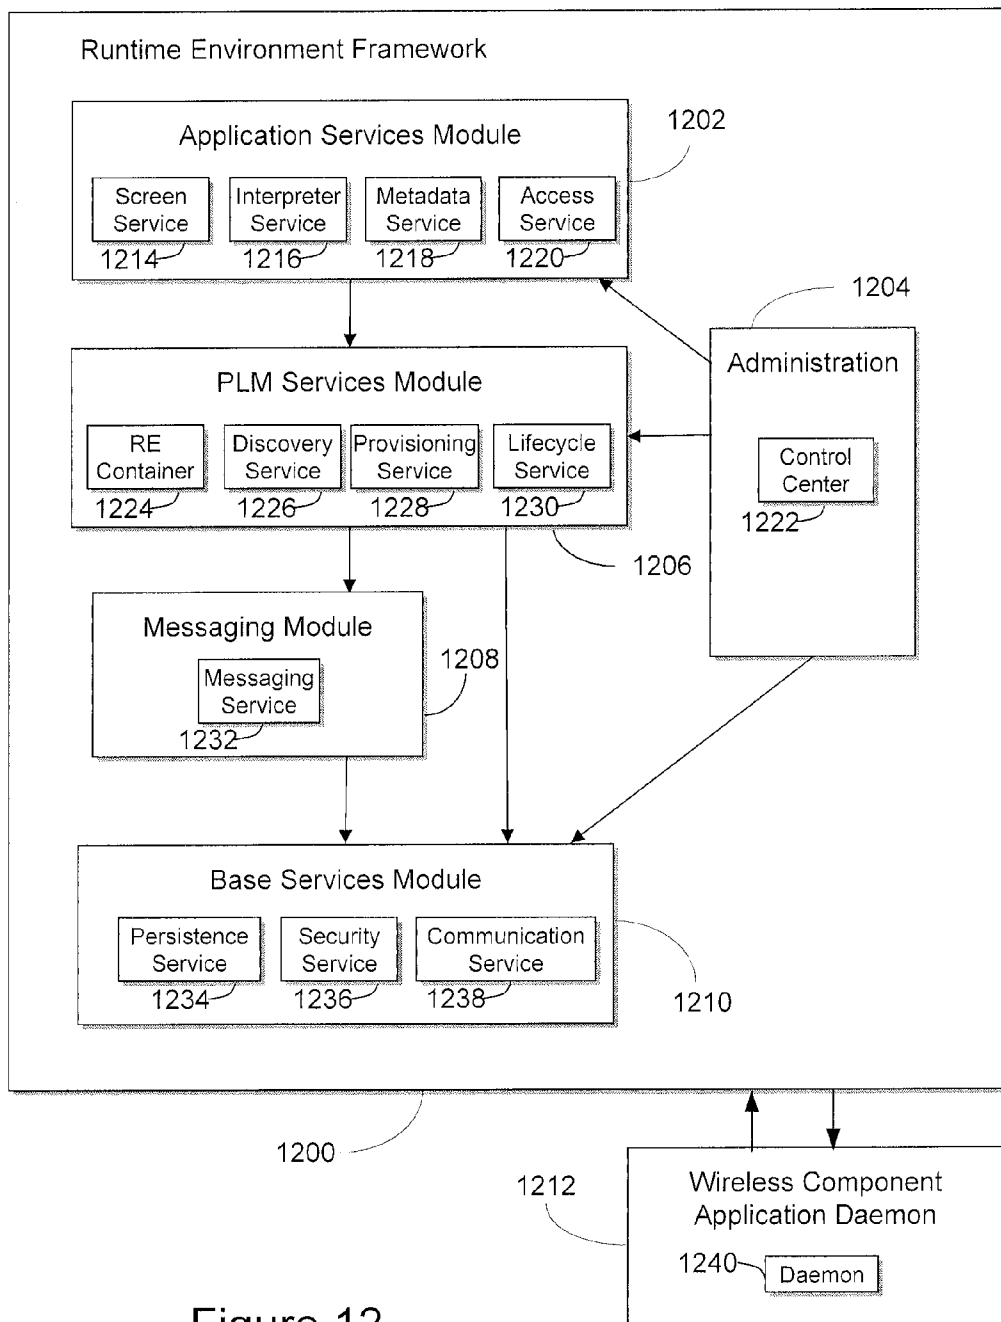 Runtime Environment Framework
Application Services Module
1202
Screen
Service
1214
Interpreter
Service
1216
Metadata
Service
1218
Access
Service
1220
1204
Administration
Control
Center
1222
PLM Services Module
RE
Container
1224
Discovery
Service
1226
Provisioning
Service
1228
Lifecycle
Service
1230
1206
Messaging Module
Messaging
Service
1232
1208
Base Services Module
Persistence
Service
1234
Security
Service
1236
Communication
Service
1238
1210
1200
1212
Wireless Component
Application Daemon
1240
Daemon
Figure 12